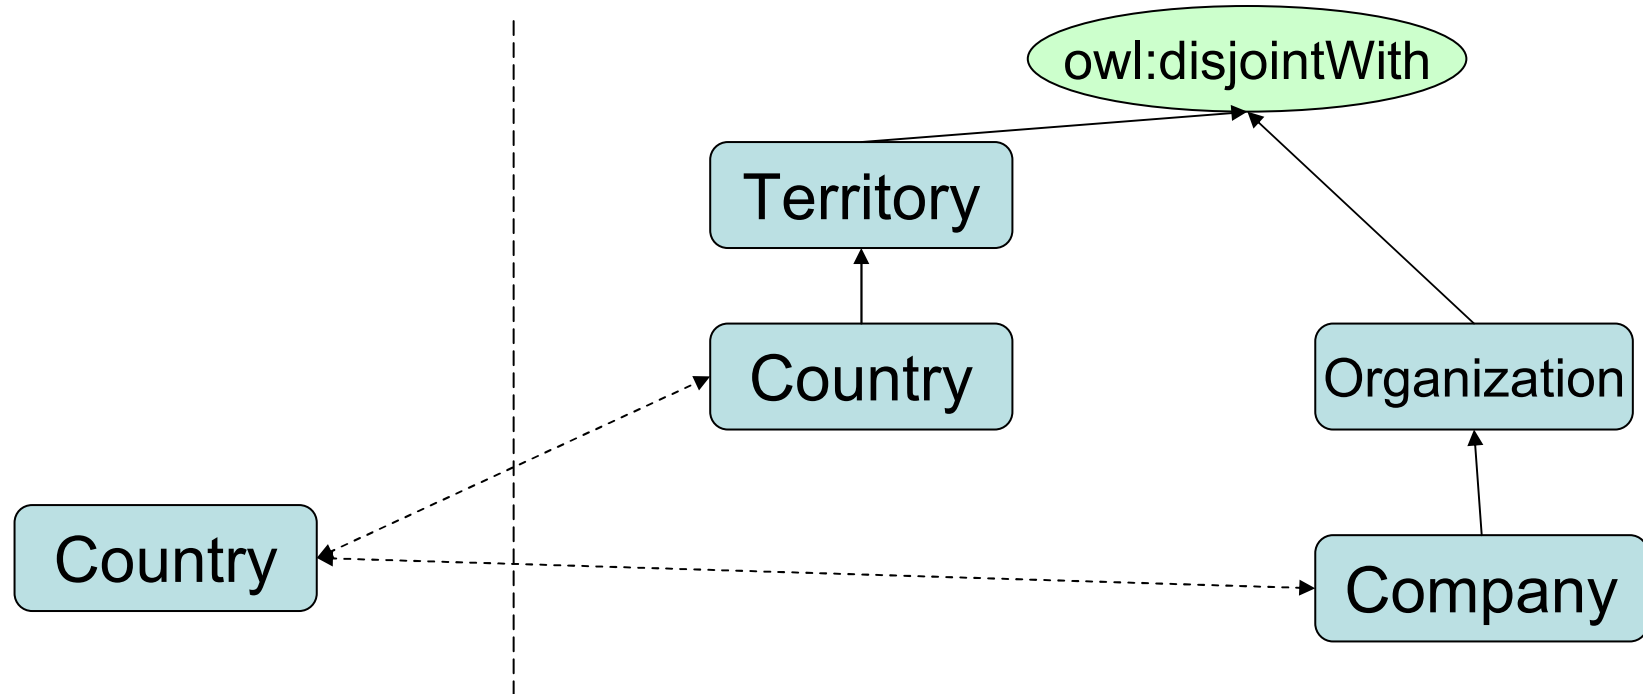 owl:disjointWith
Territory
Country
Organization
Country
Company